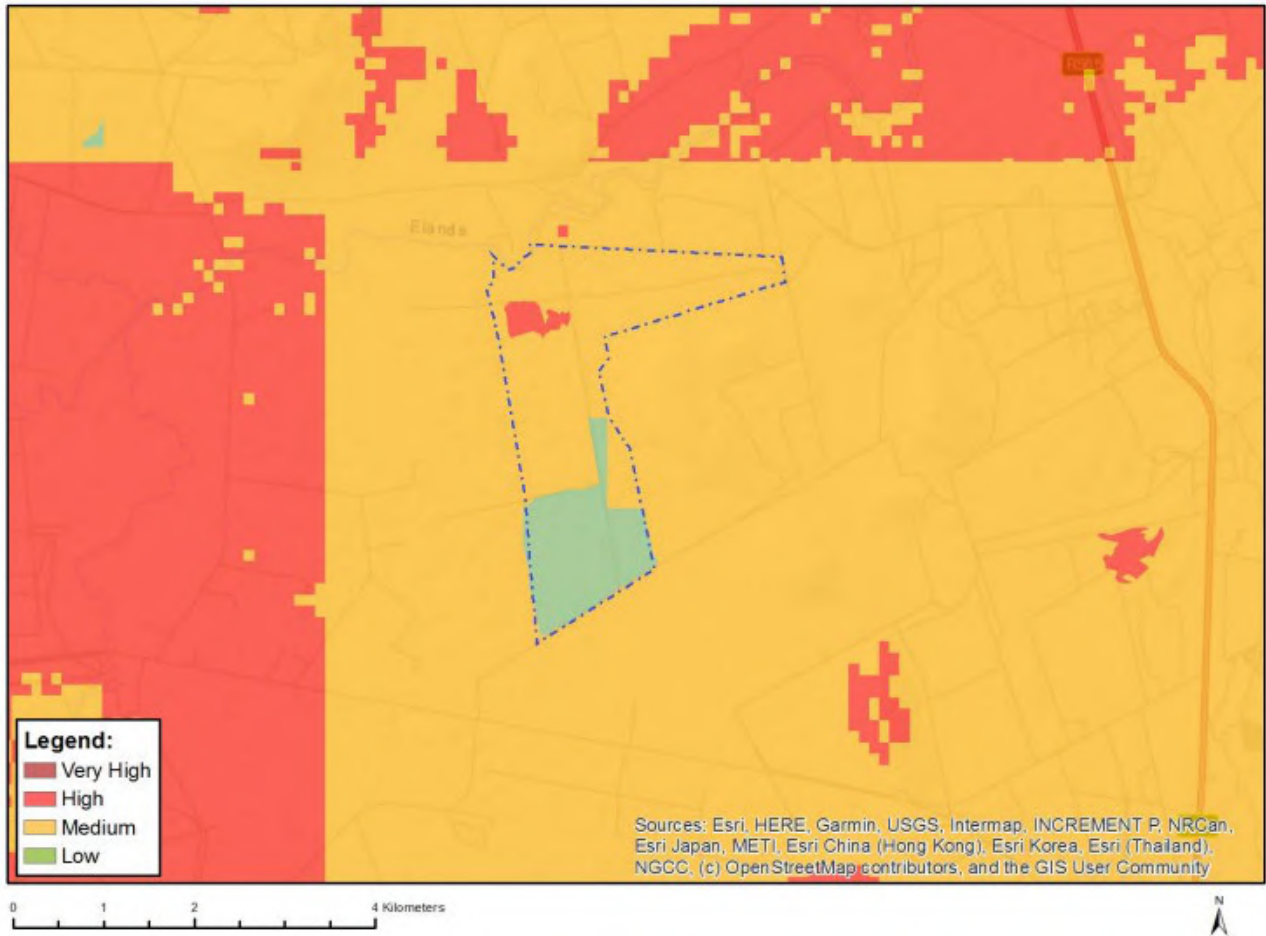 Elands
Legend:
Very High
High
Medium
Low
Sources: Esri, HERE, Garmin, USGS, Intermap, INCREMENT P, NRCan,
Esri Japan, METI, Esri China (Hong Kong), Esri Korea, Esri (Thailand),
NGCC, (c) OpenStreetMap contributors, and the GIS User Community
0 1 2 4 Kilometers
N